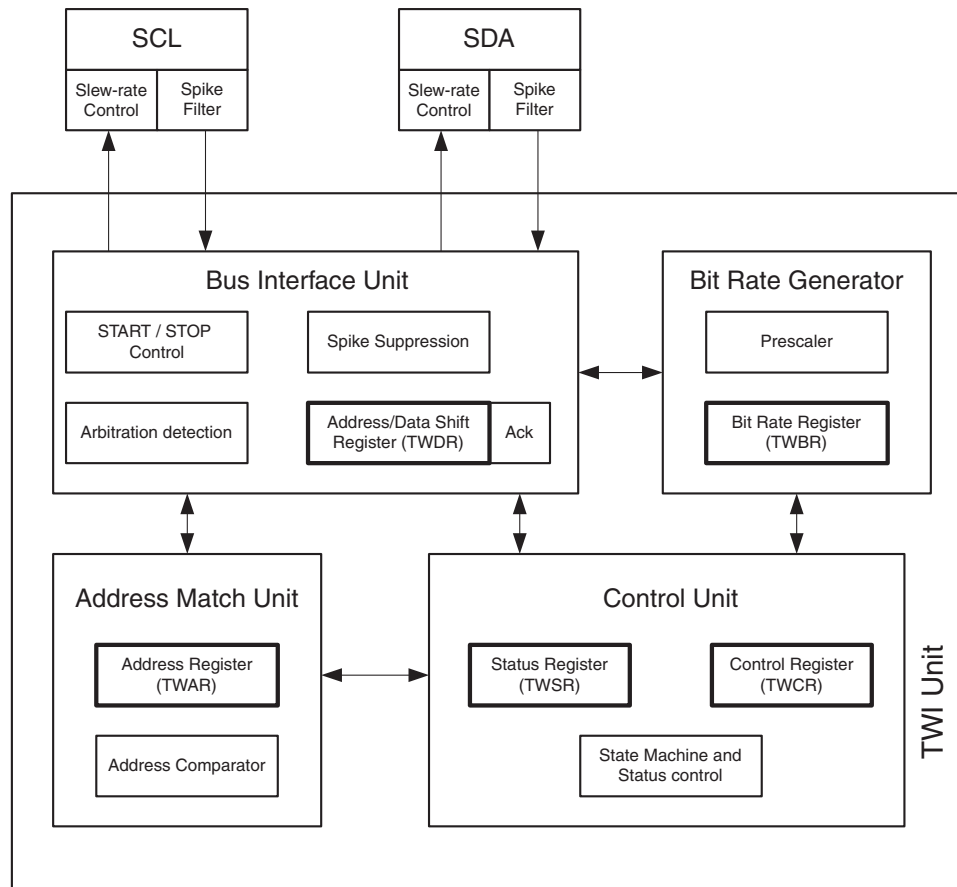 SCL
SDA
Slew-rate
Control
Spike
Filter
Slew-rate
Control
Spike
Filter
Bus Interface Unit
START / STOP
Control
Spike Suppression
Arbitration detection
Address/Data Shift
Register (TWDR)
Ack
Bit Rate Generator
Prescaler
Bit Rate Register
(TWBR)
Address Match Unit
Address Register
(TWAR)
Address Comparator
Control Unit
Status Register
(TWSR)
Control Register
(TWCR)
State Machine and
Status control
TWI Unit